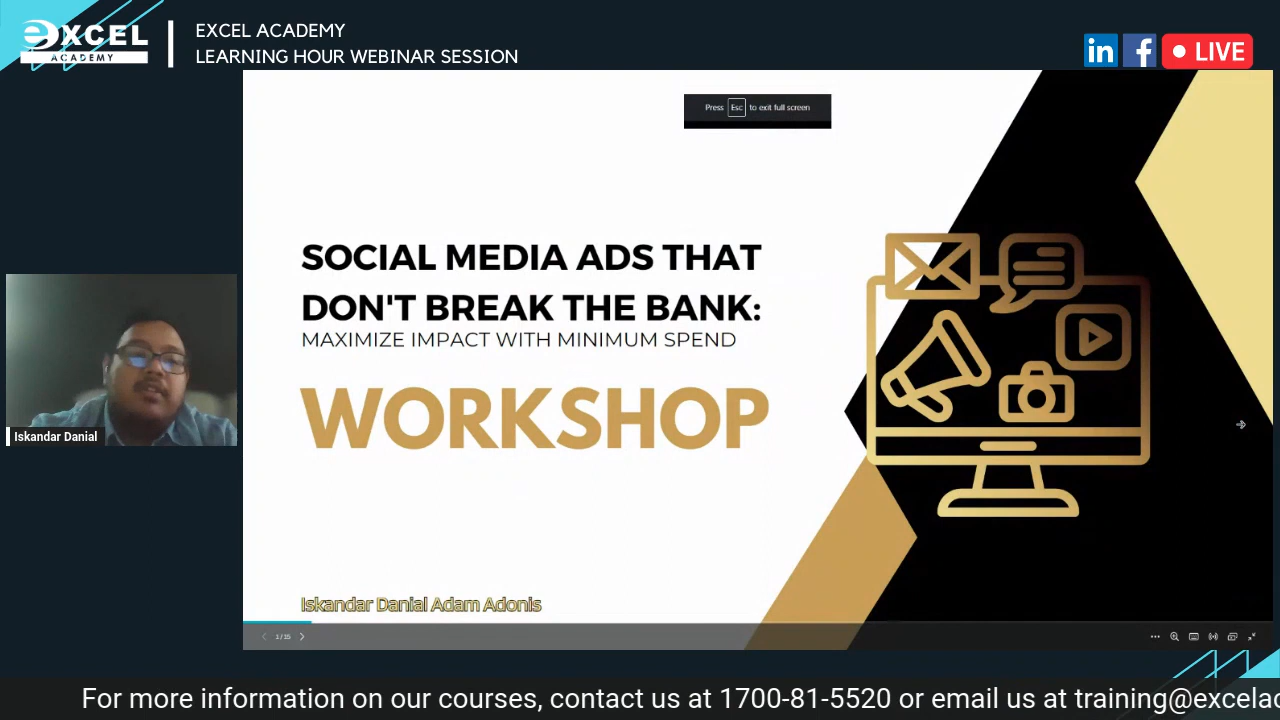 eXCEL
ACADEMY
EXCEL ACADEMY
LEARNING HOUR WEBINAR SESSION
in
f
LIVE
Press Esc to exit full screen
SOCIAL MEDIA ADS THAT
DON'T BREAK THE BANK:
MAXIMIZE IMPACT WITH MINIMUM SPEND
WORKSHOP
Iskandar Danial
Iskandar Danial Adam Adonis
1 / 15
For more information on our courses, contact us at 1700-81-5520 or email us at training@excelac